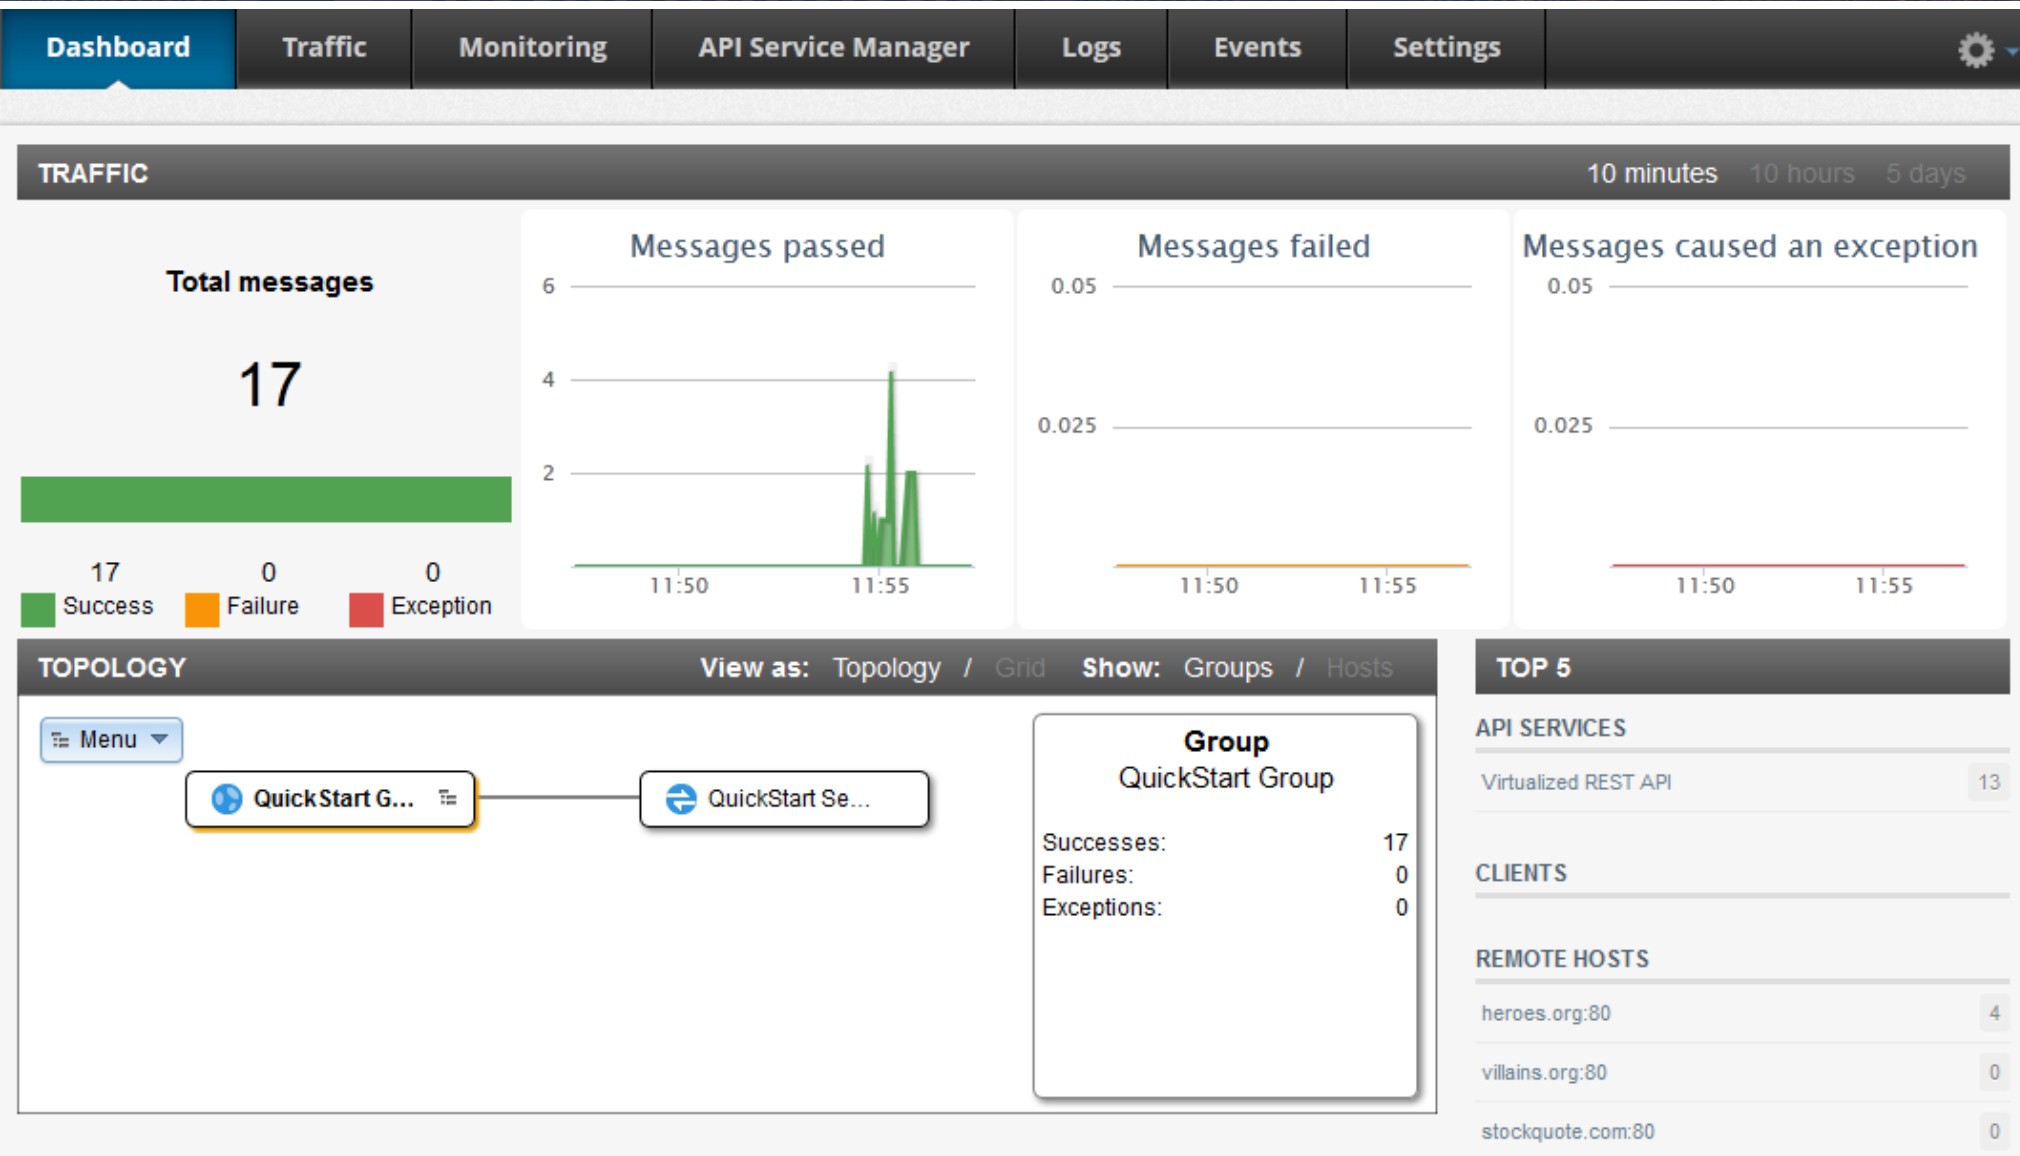 Dashboard
Traffic
Monitoring
API Service Manager
Logs
Events
Settings
TRAFFIC
10 minutes 10 hours 5 days
Total messages
17
17 0 0
Success Failure Exception
Messages passed
6
4
2
11:50 11:55
Messages failed
0.05
0.025
11:50 11:55
Messages caused an exception
0.05
0.025
11:50 11:55
TOPOLOGY
View as: Topology / Grid Show: Groups / Hosts
Menu
QuickStart G...
QuickStart Se...
Group
QuickStart Group
Successes: 17
Failures: 0
Exceptions: 0
TOP 5
API SERVICES
Virtualized REST API 13
CLIENTS
REMOTE HOSTS
heroes.org:80 4
villains.org:80 0
stockquote.com:80 0